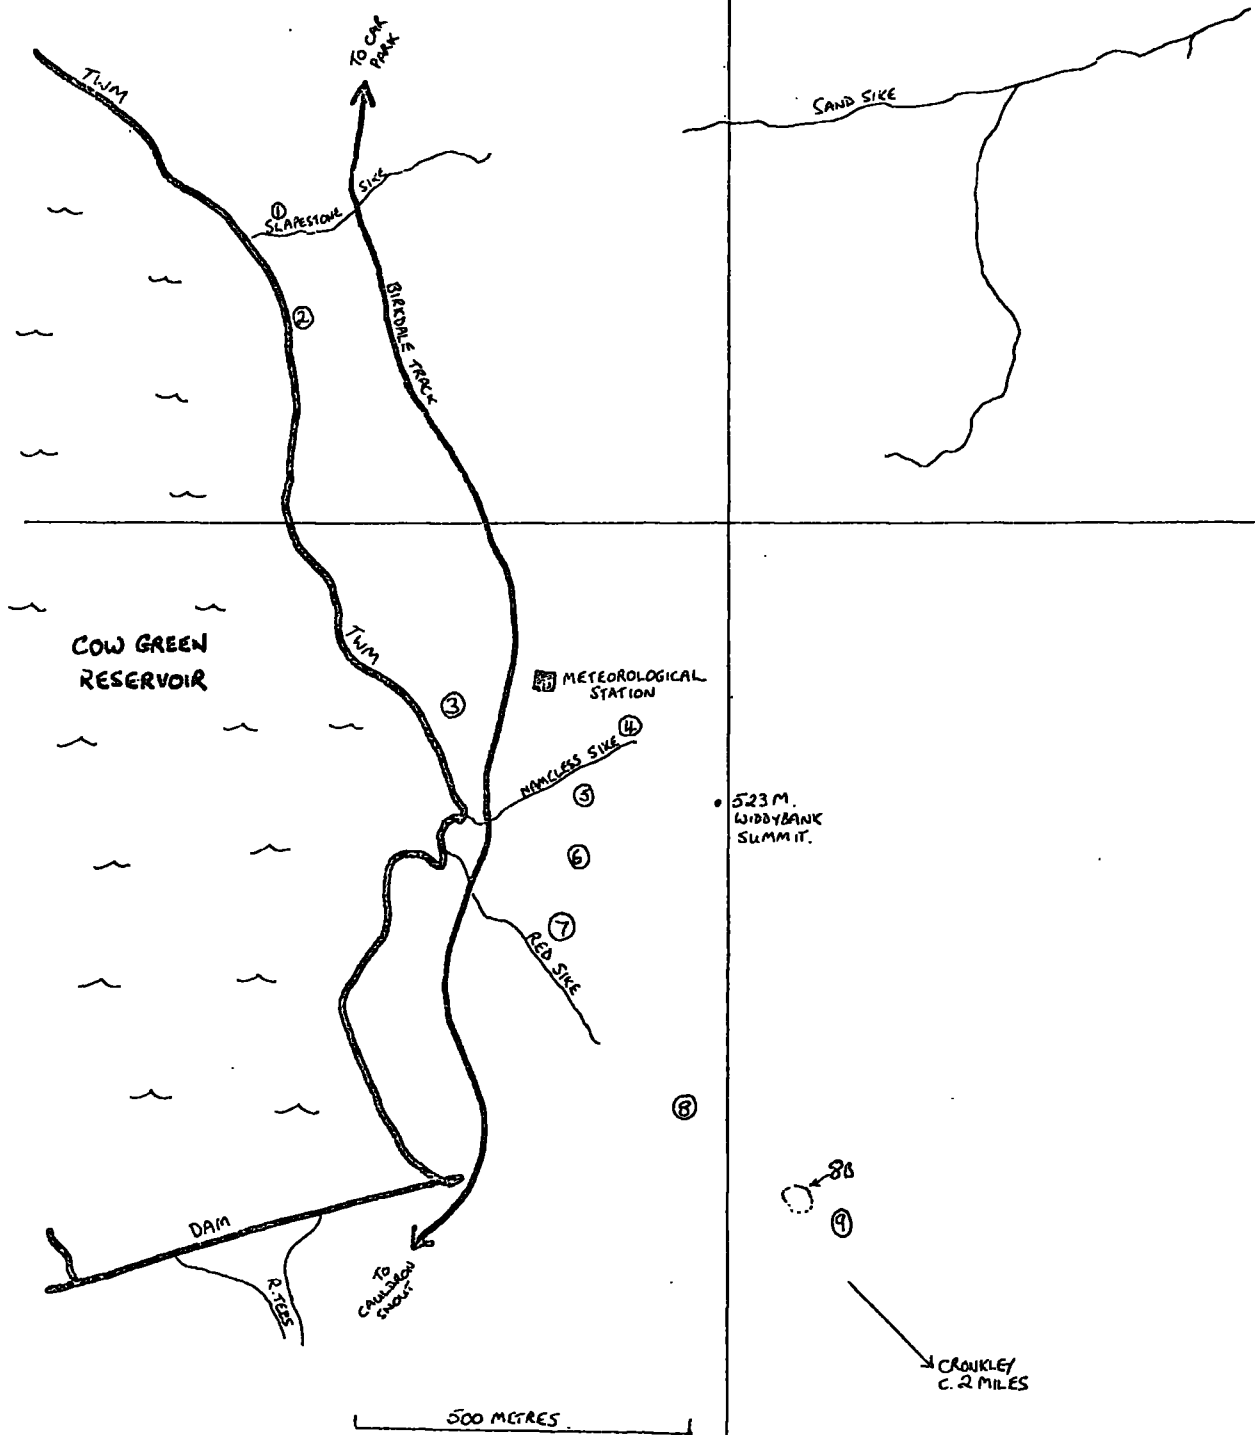 TO CAR
PARK
TWM
SAND SIKE
①
SLAPESTONE SIKE
②
BIRKDALE TRACK
COW GREEN
RESERVOIR
TWM
METEOROLOGICAL
STATION
③
④
NAMELESS SIKE
⑤
523 M.
WIDDYBANK
SUMMIT.
⑥
⑦
RED SIKE
⑧
8B
⑨
DAM
R. TEES
TO
CAULDRON
SNOUT
CRONKLEY
C. 2 MILES
500 METRES.